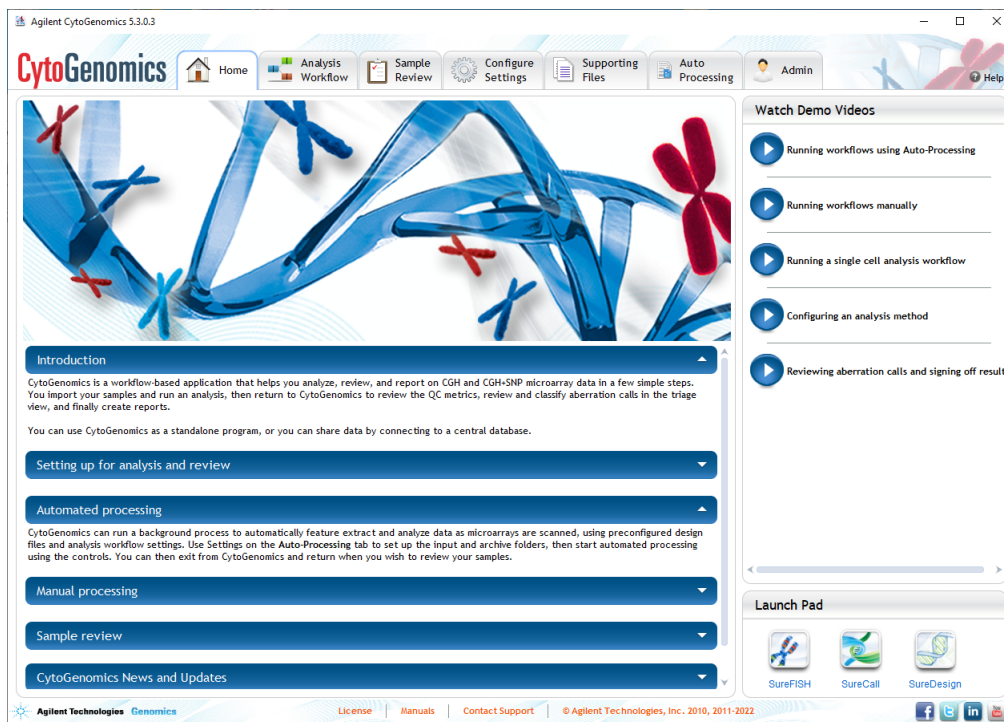 Agilent CytoGenomics 5.3.0.3
CytoGenomics
Home
Analysis Workflow
Sample Review
Configure Settings
Supporting Files
Auto Processing
Admin
Help
Watch Demo Videos
Running workflows using Auto-Processing
Running workflows manually
Running a single cell analysis workflow
Configuring an analysis method
Reviewing aberration calls and signing off result
Introduction
CytoGenomics is a workflow-based application that helps you analyze, review, and report on CGH and CGH+SNP microarray data in a few simple steps.
You import your samples and run an analysis, then return to CytoGenomics to review the QC metrics, review and classify aberration calls in the triage
view, and finally create reports.
You can use CytoGenomics as a standalone program, or you can share data by connecting to a central database.
Setting up for analysis and review
Automated processing
CytoGenomics can run a background process to automatically feature extract and analyze data as microarrays are scanned, using preconfigured design
files and analysis workflow settings. Use Settings on the Auto-Processing tab to set up the input and archive folders, then start automated processing
using the controls. You can then exit from CytoGenomics and return when you wish to review your samples.
Manual processing
Sample review
CytoGenomics News and Updates
Launch Pad
SureFISH
SureCall
SureDesign
Agilent Technologies Genomics
License
Manuals
Contact Support
© Agilent Technologies, Inc. 2010, 2011-2022